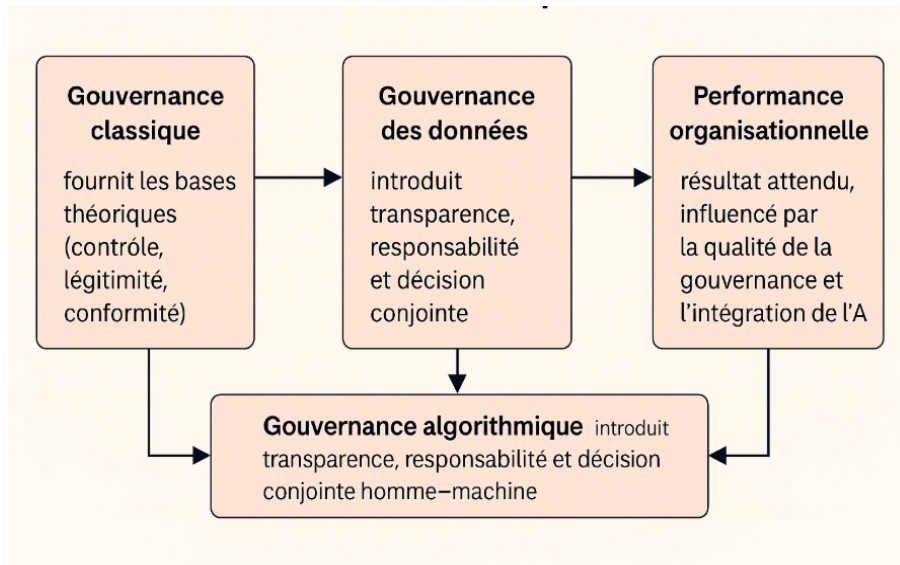 Gouvernance
classique
fournit les bases
théoriques
(contrôle,
légitimité,
conformité)
Gouvernance
des données
introduit
transparence,
responsabilité
et décision
conjointe
Performance
organisationnelle
résultat attendu,
influencé par
la qualité de la
gouvernance et
l'intégration de l'A
Gouvernance algorithmique introduit
transparence, responsabilité et décision
conjointe homme–machine